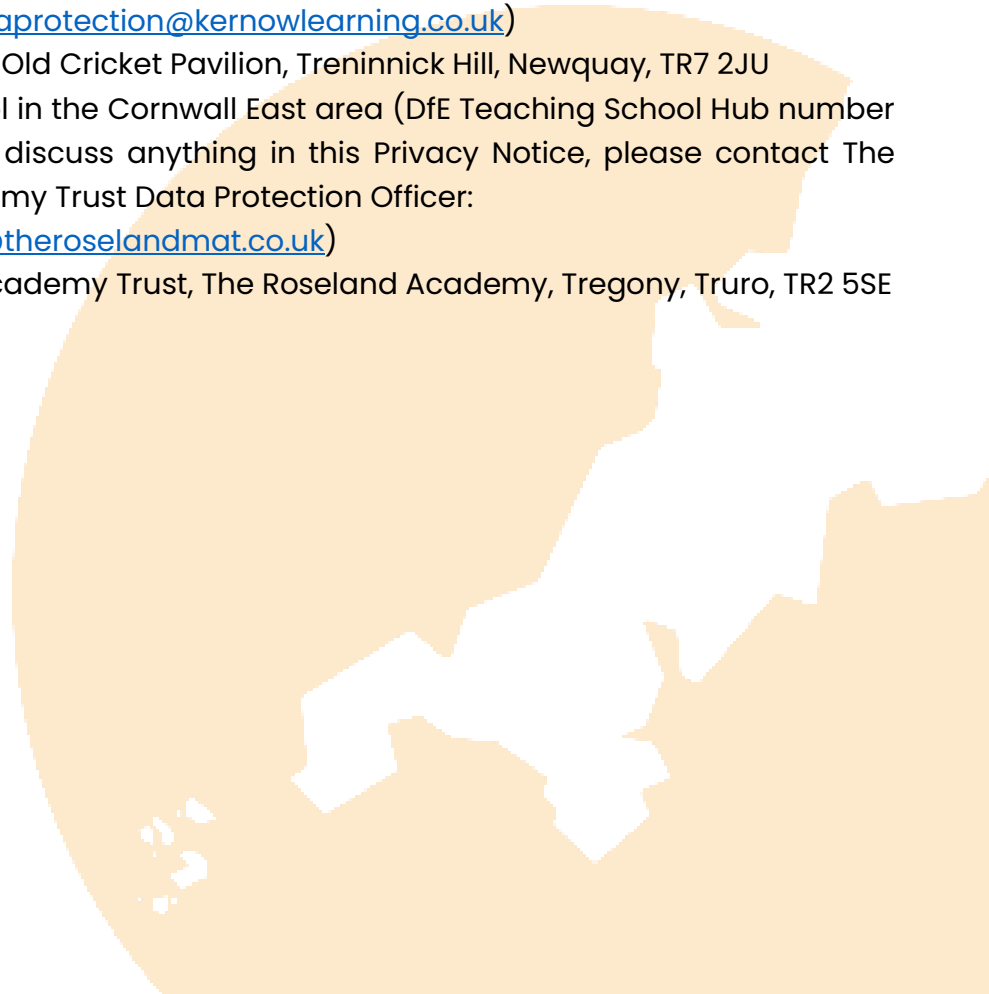 aprotection@kernowlearning.co.uk)
Old Cricket Pavilion, Treninnick Hill, Newquay, TR7 2JU
l in the Cornwall East area (DfE Teaching School Hub number
discuss anything in this Privacy Notice, please contact The
my Trust Data Protection Officer:
@theroselandmat.co.uk)
cademy Trust, The Roseland Academy, Tregony, Truro, TR2 5SE